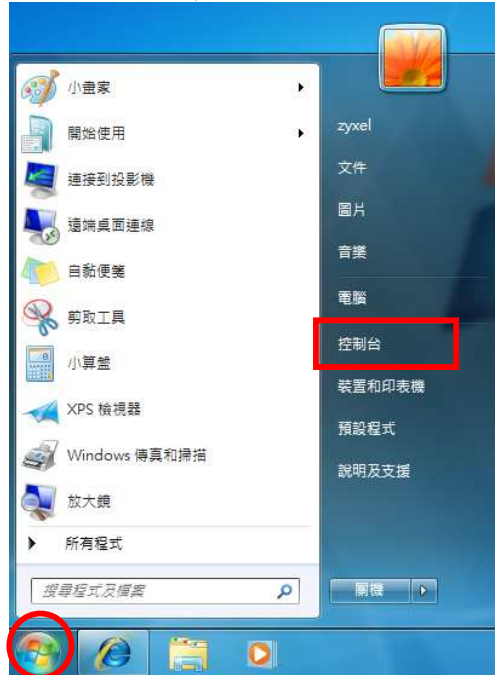 小畫家
開始使用
連接到投影機
遠端桌面連線
自黏便箋
剪取工具
小算盤
XPS 檢視器
Windows 傳真和掃描
放大鏡
所有程式
搜尋程式及檔案
zyxel
文件
圖片
音樂
電腦
控制台
裝置和印表機
預設程式
說明及支援
關機